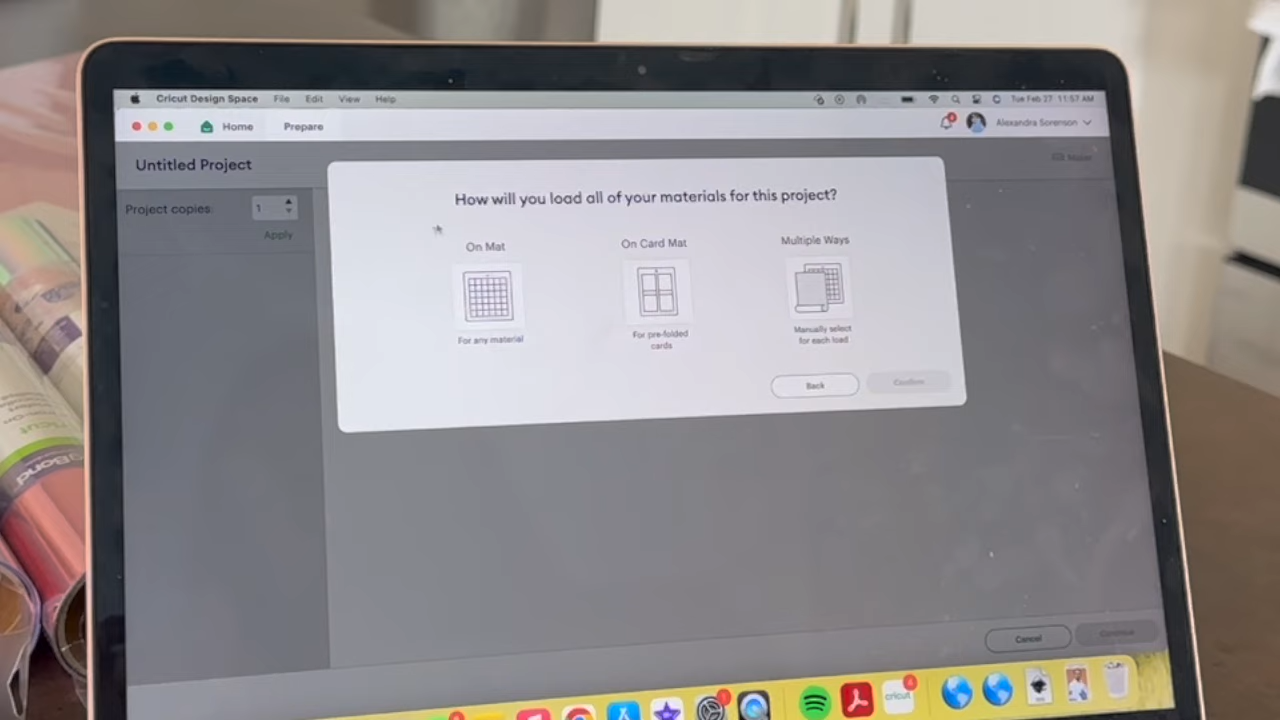 Cricut Design Space File Edit View Help Tue Feb 27 11:57 AM
Home Prepare Alexandra Sorenson
Untitled Project
Project copies: 1
Apply
How will you load all of your materials for this project?
On Mat On Card Mat Multiple Ways
For any material For pre-folded Manually select
cards for each load
Back Confirm
Cancel Continue
cricut